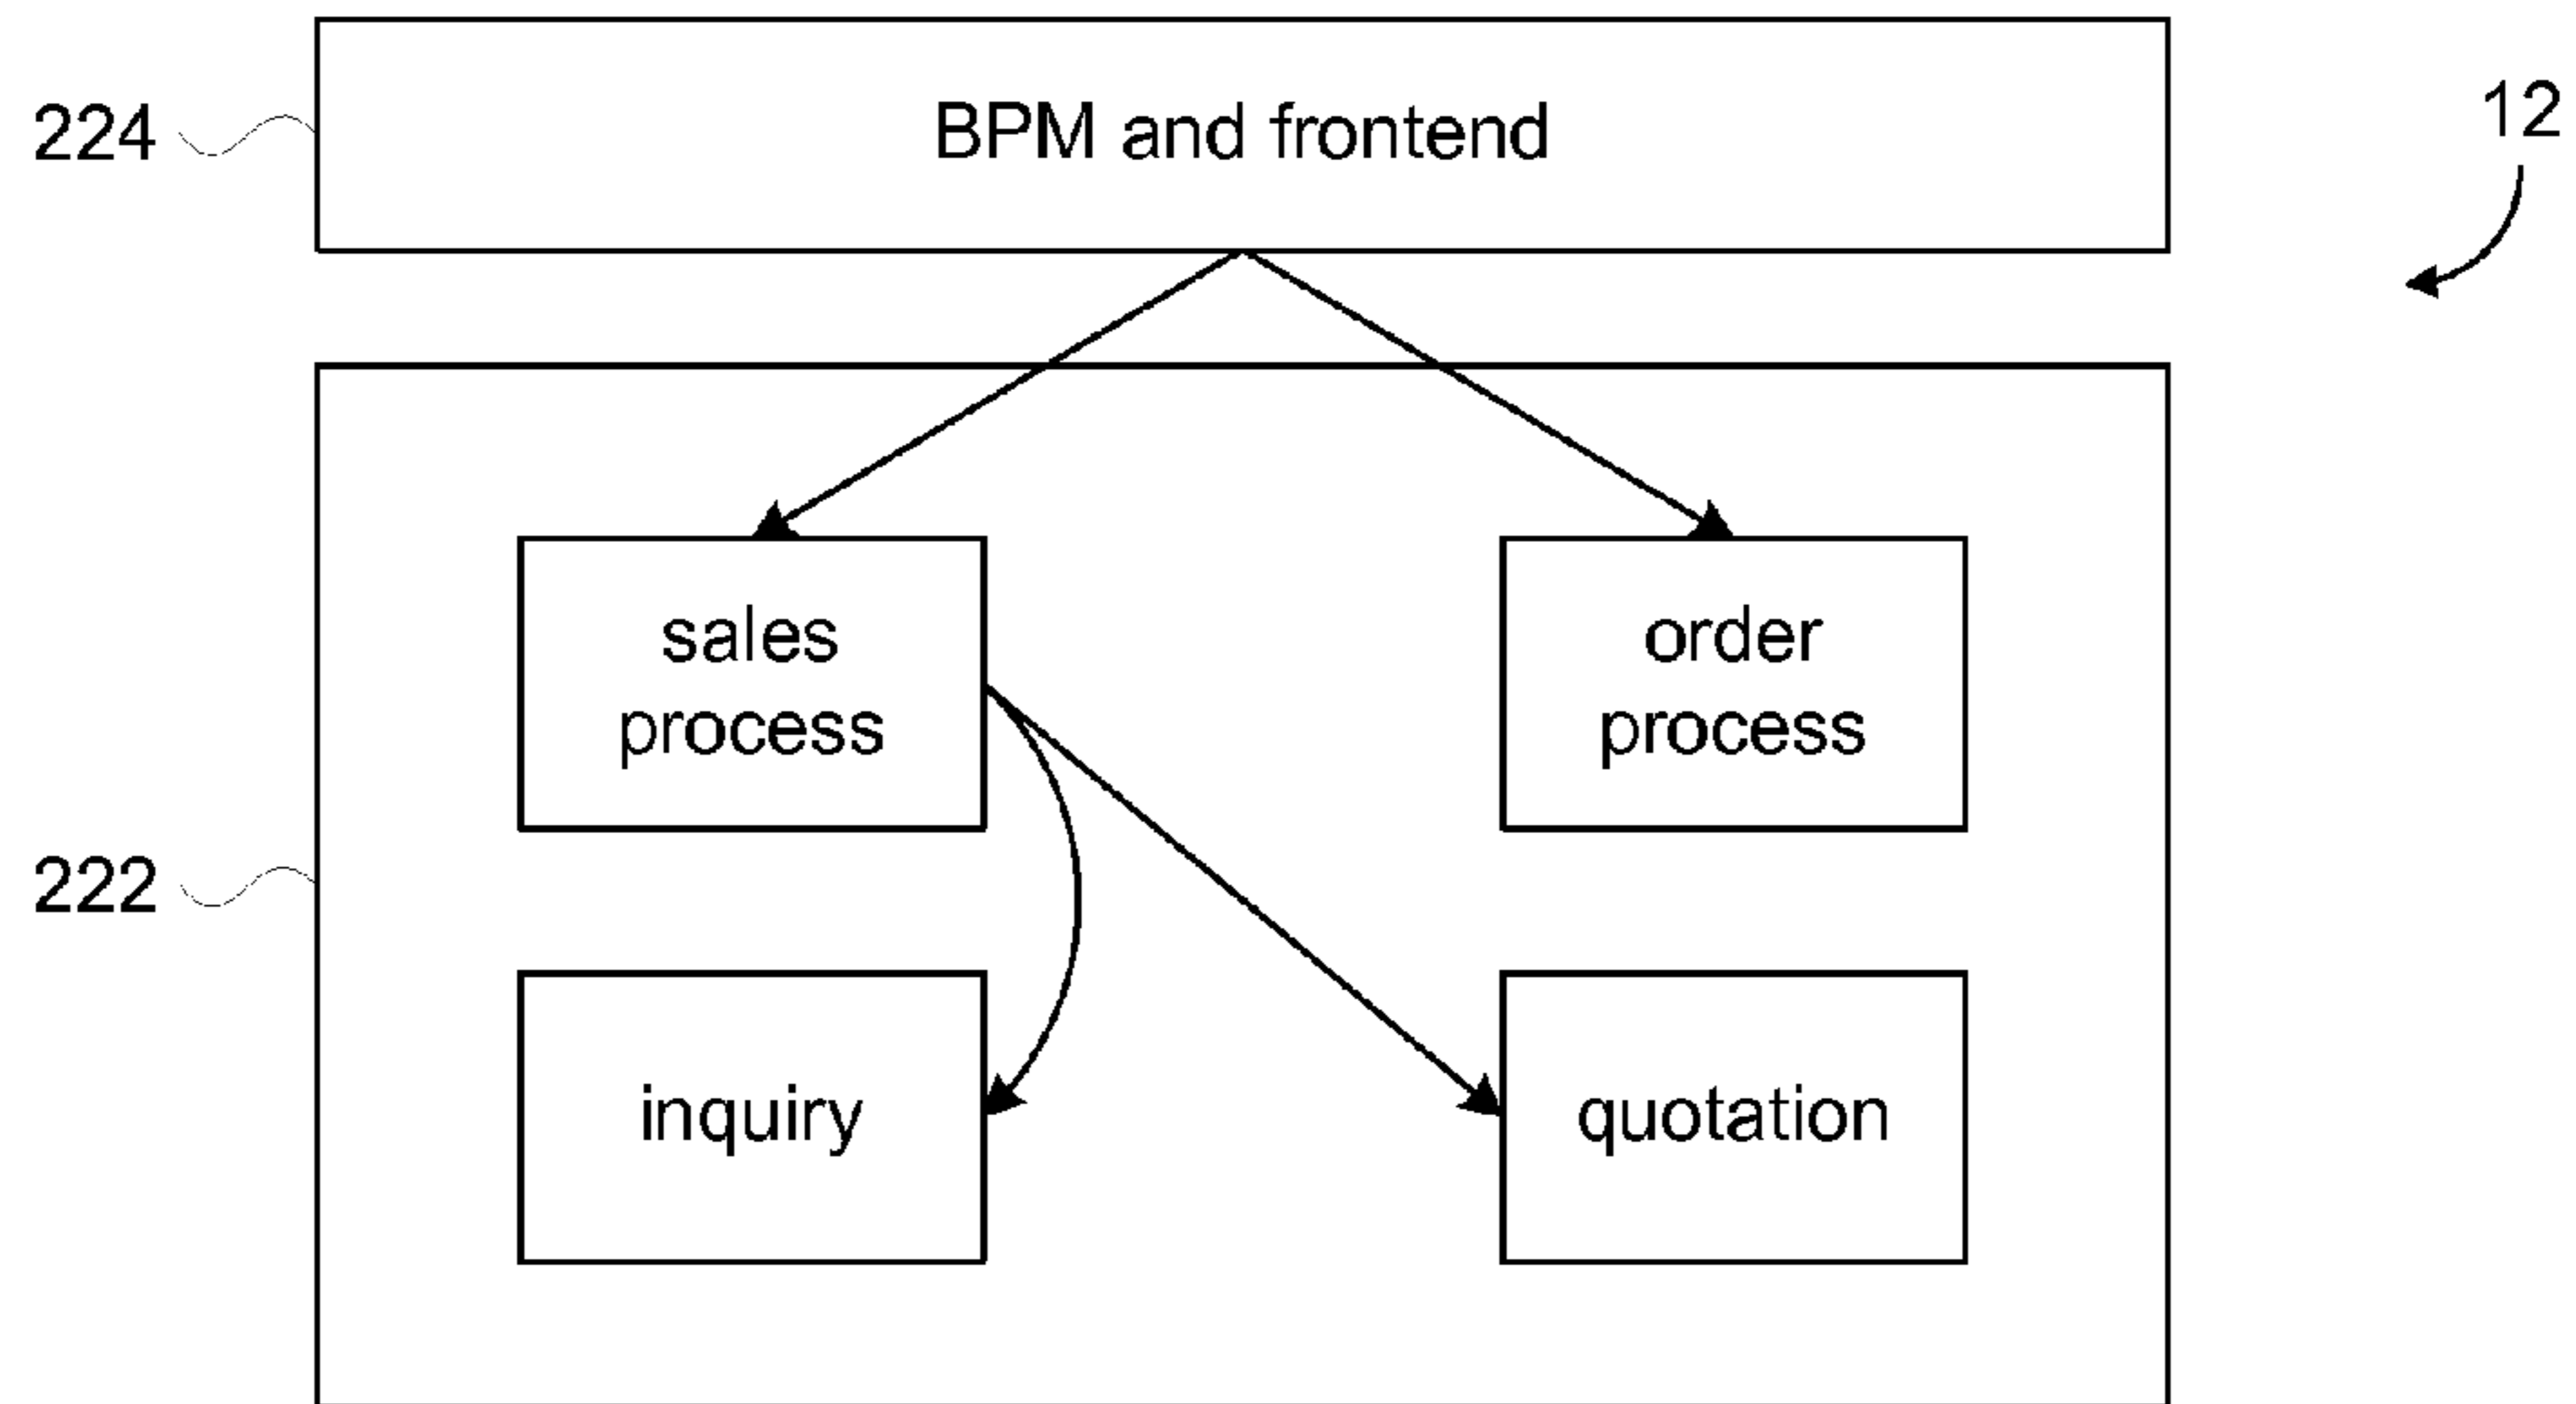 224
BPM and frontend
12
sales
process
order
process
222
inquiry
quotation